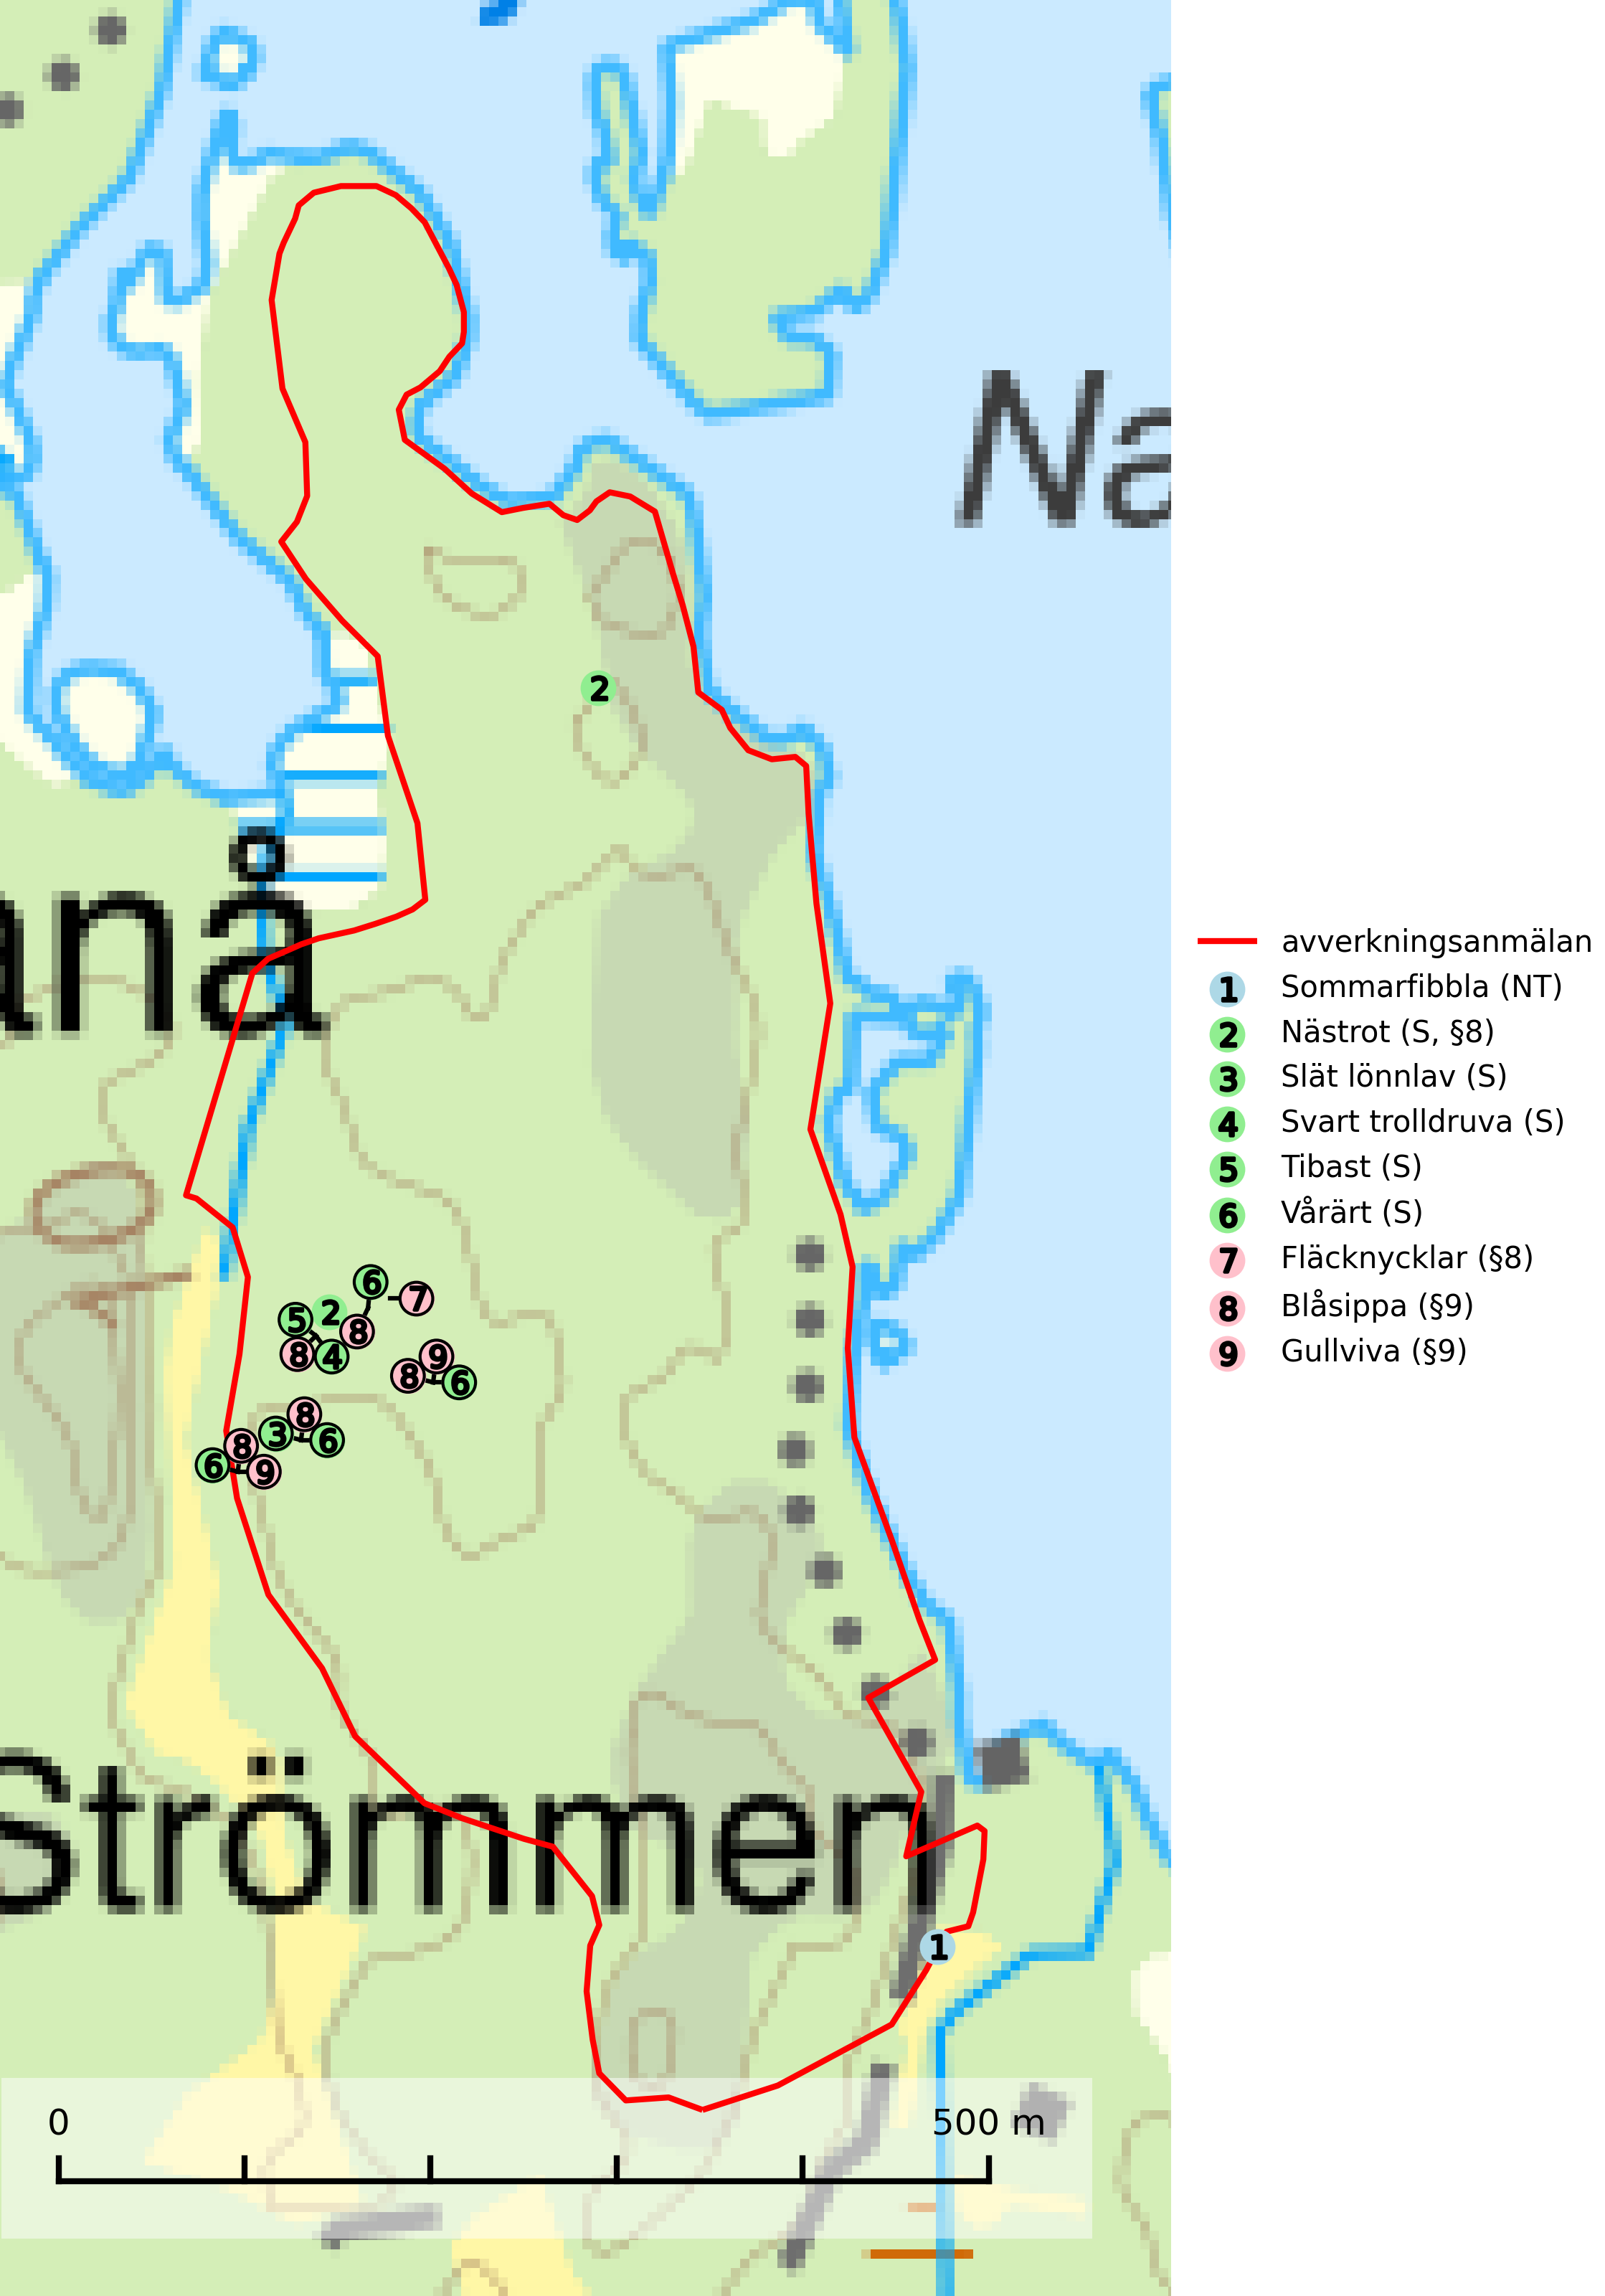 Na
2
anå
6
7
5
2
8
8
4
9
8
6
8
3
6
8
6
9
Strömmen
1
0
500 m
avverkningsanmälan
1 Sommarfibbla (NT)
2 Nästrot (S, §8)
3 Slät lönnlav (S)
4 Svart trolldruva (S)
5 Tibast (S)
6 Vårärt (S)
7 Fläcknycklar (§8)
8 Blåsippa (§9)
9 Gullviva (§9)